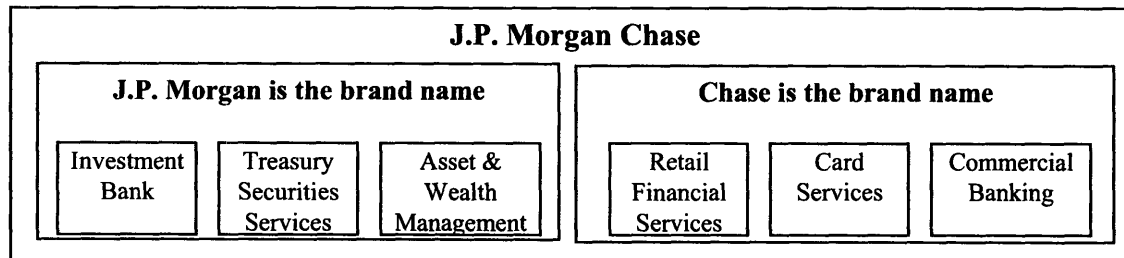 J.P. Morgan Chase
J.P. Morgan is the brand name
Investment
Bank
Treasury
Securities
Services
Asset &
Wealth
Management
Chase is the brand name
Retail
Financial
Services
Card
Services
Commercial
Banking